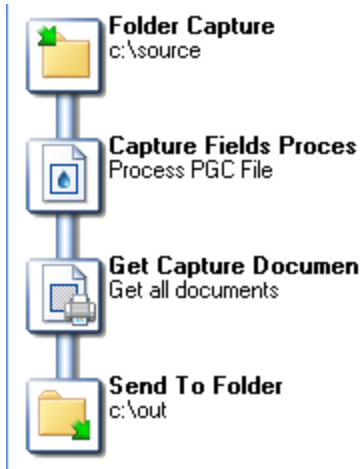 Folder Capture
c:\source
Capture Fields Proces
Process PGC File
Get Capture Documen
Get all documents
Send To Folder
c:\out